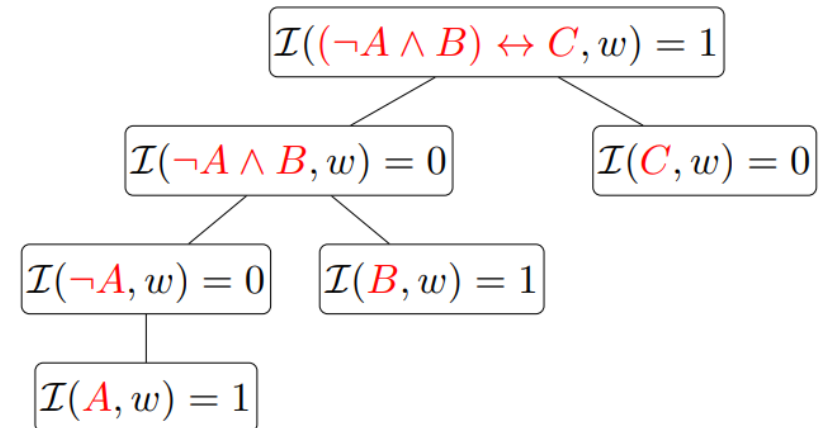 ℐ((¬A ∧ B) ↔ C, w) = 1
ℐ(¬A ∧ B, w) = 0
ℐ(C, w) = 0
ℐ(¬A, w) = 0
ℐ(B, w) = 1
ℐ(A, w) = 1